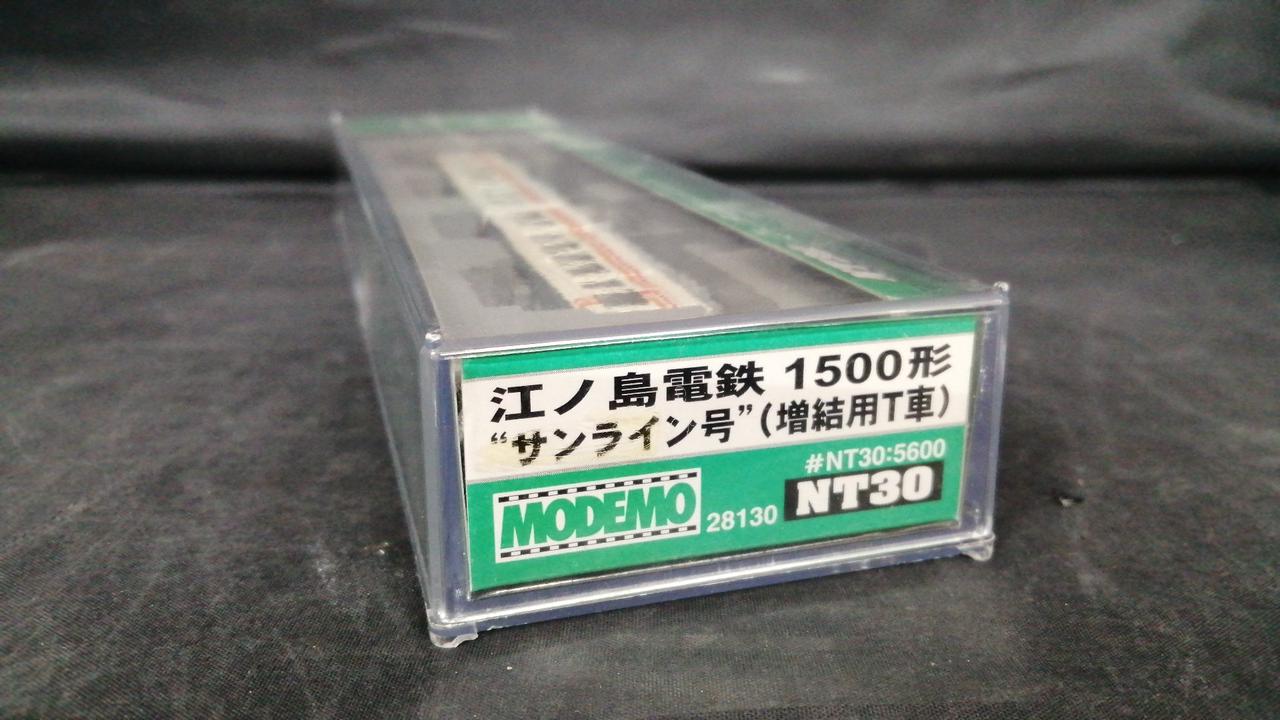 江ノ島電鉄 1500形
“サンライン号”(増結用T車)
#NT30:5600
MODEMO 28130 NT30